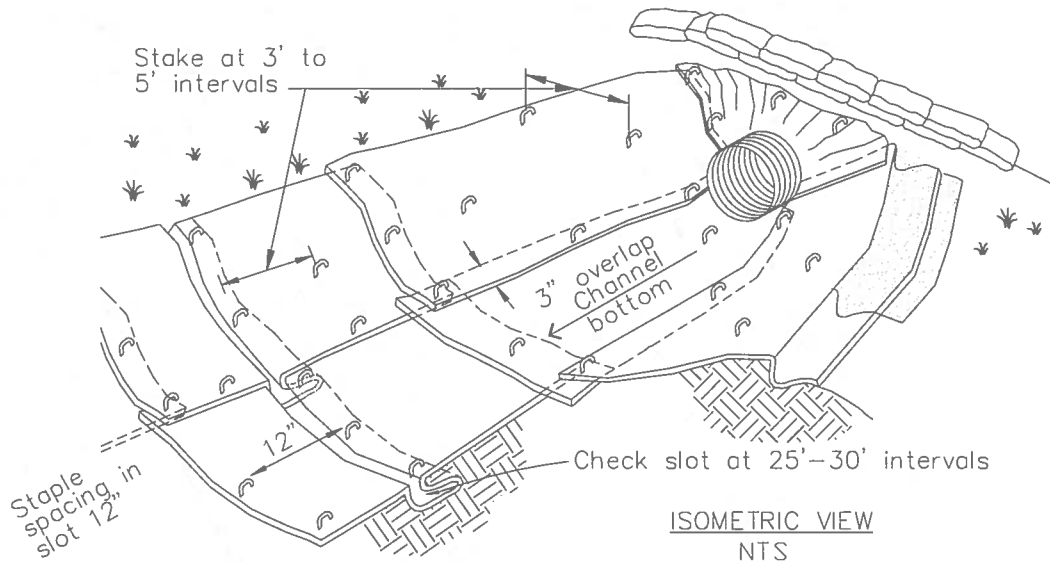 Stake at 3' to
5' intervals
3" overlap
Channel
bottom
12"
Staple
spacing in
slot 12"
Check slot at 25'-30' intervals
ISOMETRIC VIEW
NTS